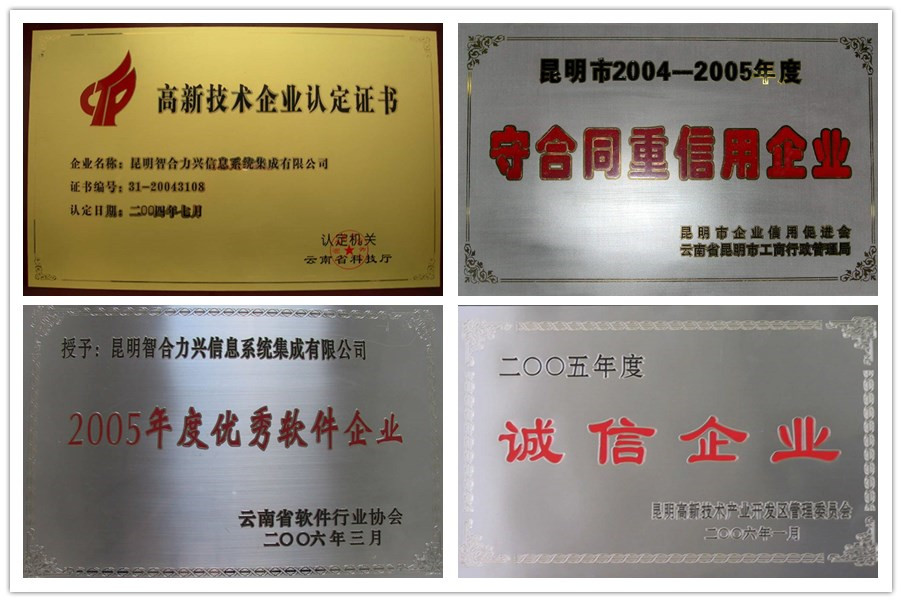 高新技术企业认定证书
企业名称：昆明智合力兴信息系统集成有限公司
证书编号：31-20043108
认定日期：二〇〇四年七月
认定机关
云南省科技厅
昆明市2004—2005年度
守合同重信用企业
昆明市企业信用促进会
云南省昆明市工商行政管理局
授予：昆明智合力兴信息系统集成有限公司
2005年度优秀软件企业
云南省软件行业协会
二〇〇六年三月
二〇〇五年度
诚信企业
昆明高新技术产业开发区管理委员会
二〇〇六年一月